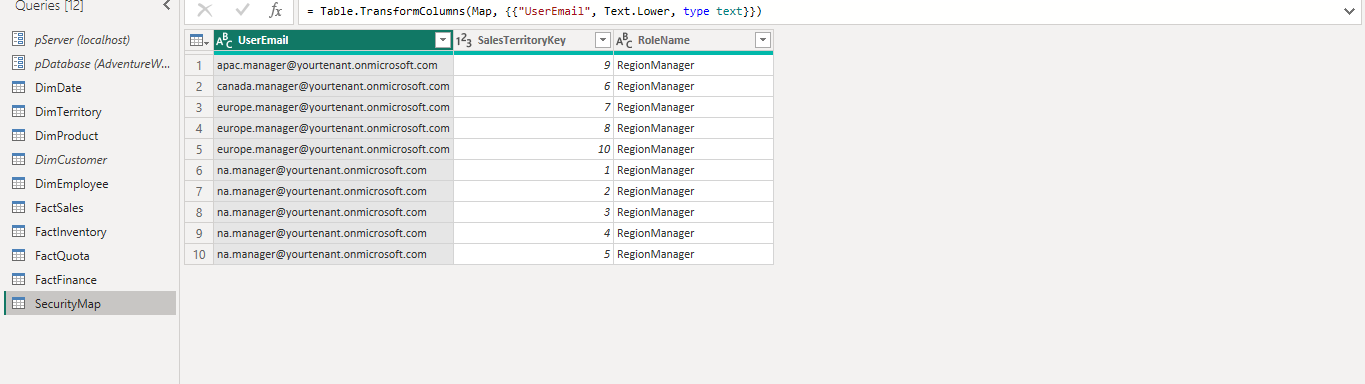 Queries [12]
= Table.TransformColumns(Map, {{"UserEmail", Text.Lower, type text}})
pServer (localhost)
pDatabase (AdventureW...
DimDate
DimTerritory
DimProduct
DimCustomer
DimEmployee
FactSales
FactInventory
FactQuota
FactFinance
SecurityMap
ABC UserEmail 123 SalesTerritoryKey ABC RoleName
1 apac.manager@yourtenant.onmicrosoft.com 9 RegionManager
2 canada.manager@yourtenant.onmicrosoft.com 6 RegionManager
3 europe.manager@yourtenant.onmicrosoft.com 7 RegionManager
4 europe.manager@yourtenant.onmicrosoft.com 8 RegionManager
5 europe.manager@yourtenant.onmicrosoft.com 10 RegionManager
6 na.manager@yourtenant.onmicrosoft.com 1 RegionManager
7 na.manager@yourtenant.onmicrosoft.com 2 RegionManager
8 na.manager@yourtenant.onmicrosoft.com 3 RegionManager
9 na.manager@yourtenant.onmicrosoft.com 4 RegionManager
10 na.manager@yourtenant.onmicrosoft.com 5 RegionManager